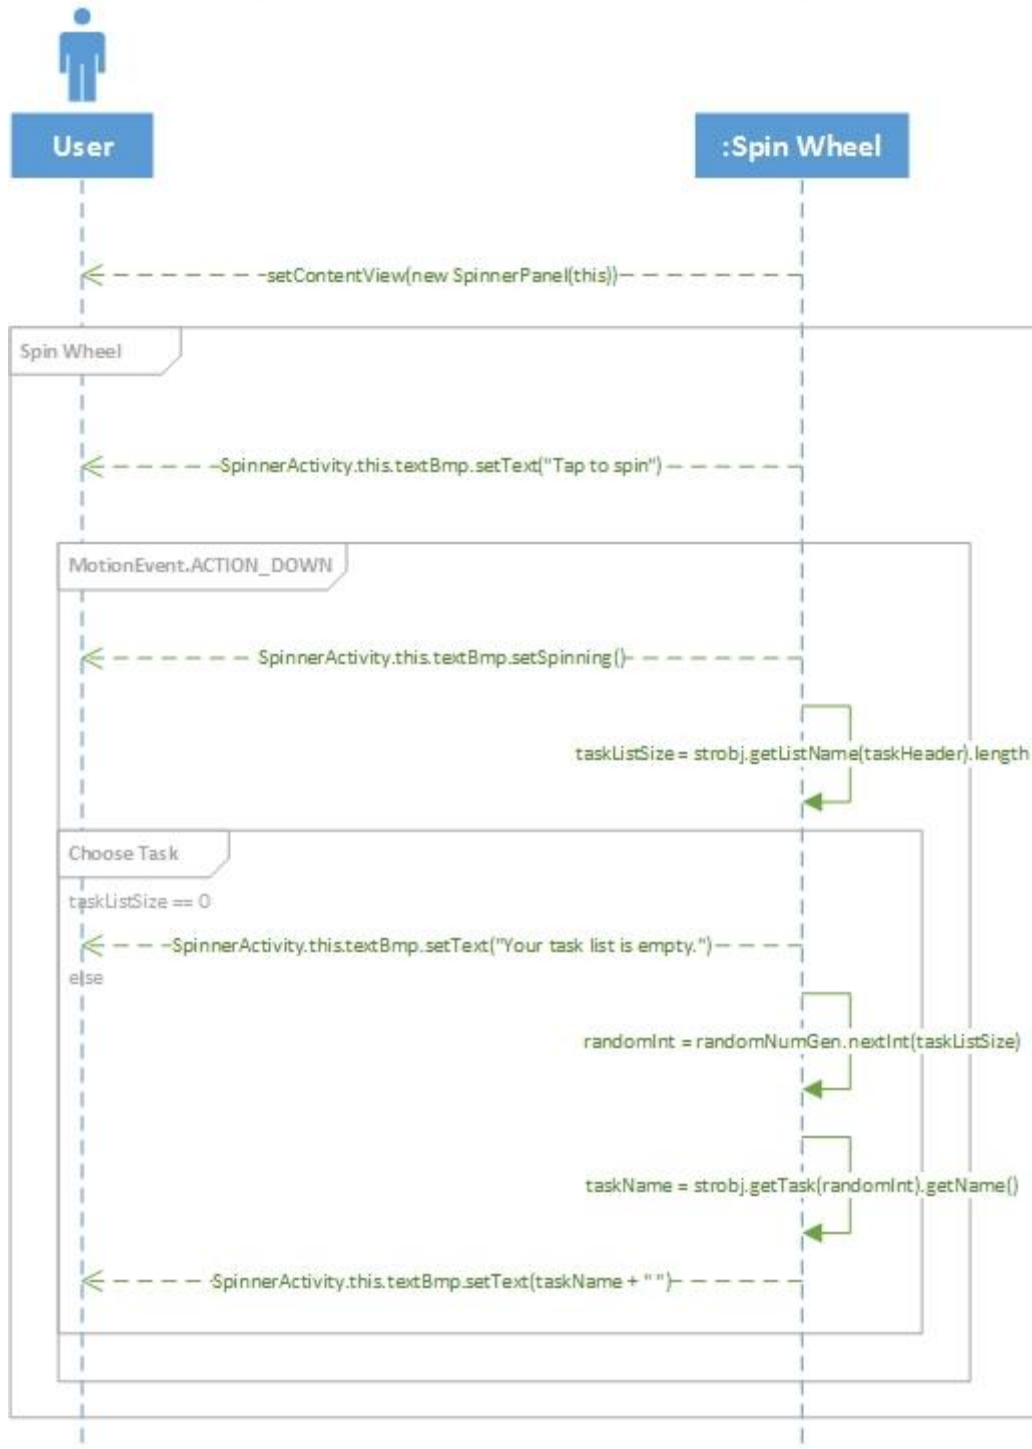 User
:Spin Wheel
setContentView(new SpinnerPanel(this))
Spin Wheel
SpinnerActivity.this.textBmp.setText("Tap to spin")
MotionEvent.ACTION_DOWN
SpinnerActivity.this.textBmp.setSpinning()
taskListSize = strobj.getListName(taskHeader).length
Choose Task
taskListSize == 0
SpinnerActivity.this.textBmp.setText("Your task list is empty.")
else
randomInt = randomNumGen.nextInt(taskListSize)
taskName = strobj.getTask(randomInt).getName()
SpinnerActivity.this.textBmp.setText(taskName + " ")